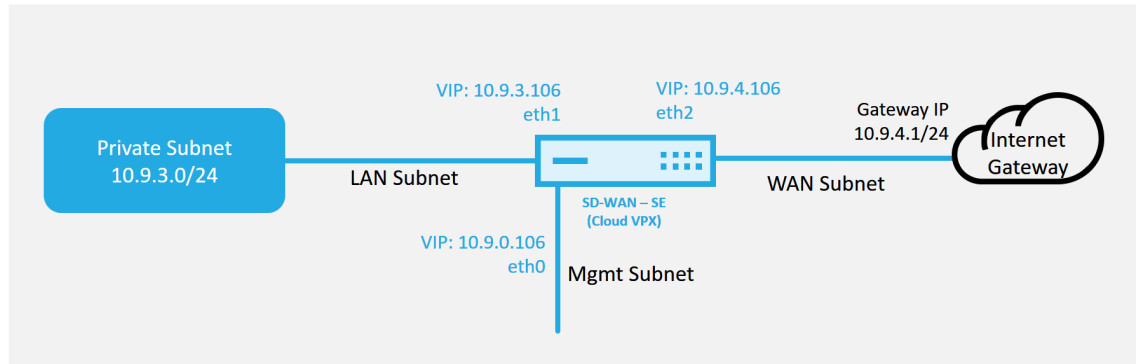 VIP: 10.9.3.106
eth1
VIP: 10.9.4.106
eth2
Gateway IP
10.9.4.1/24
Internet
Gateway
Private Subnet
10.9.3.0/24
LAN Subnet
WAN Subnet
SD-WAN – SE
(Cloud VPX)
VIP: 10.9.0.106
eth0
Mgmt Subnet